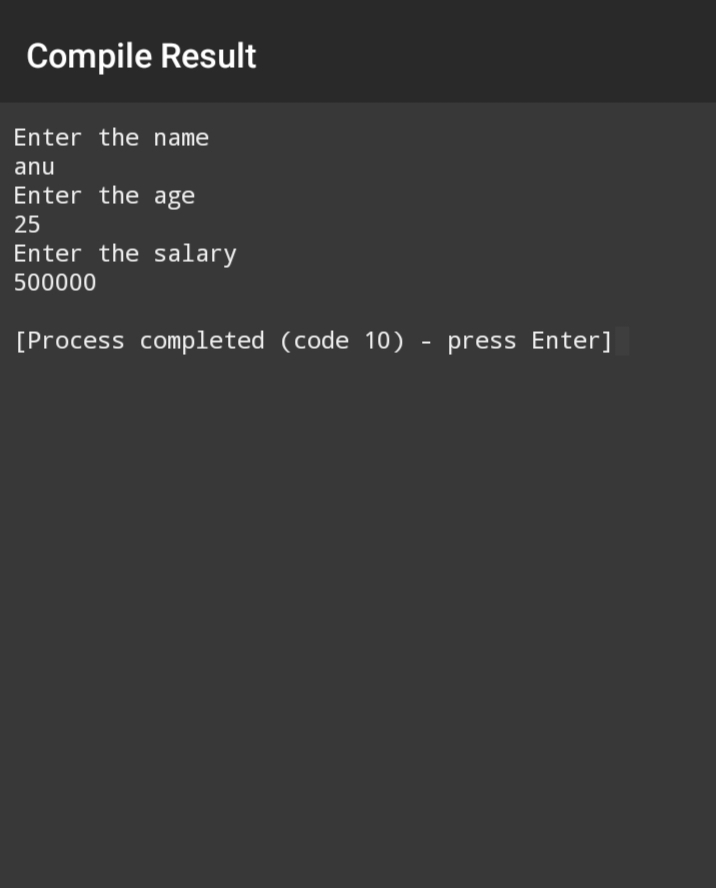 Compile Result
Enter the name
anu
Enter the age
25
Enter the salary
500000
[Process completed (code 10) - press Enter]